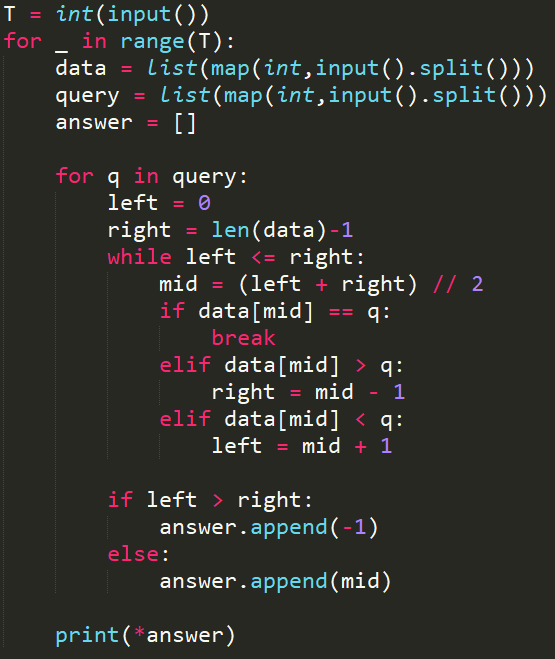 T = int(input())
for _ in range(T):
    data = list(map(int,input().split()))
    query = list(map(int,input().split()))
    answer = []

    for q in query:
        left = 0
        right = len(data)-1
        while left <= right:
            mid = (left + right) // 2
            if data[mid] == q:
                break
            elif data[mid] > q:
                right = mid - 1
            elif data[mid] < q:
                left = mid + 1

        if left > right:
            answer.append(-1)
        else:
            answer.append(mid)

    print(*answer)